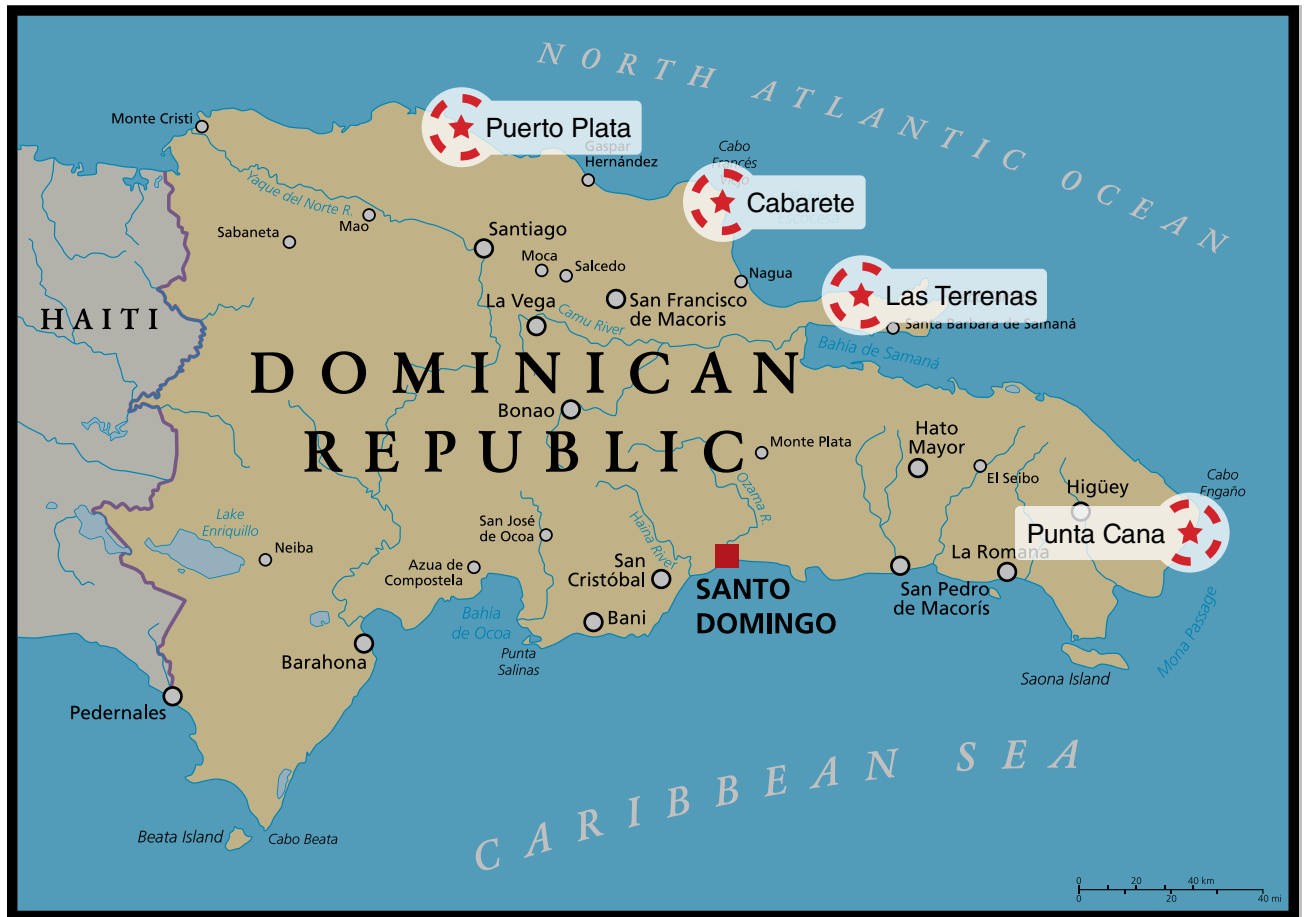 NORTH ATLANTIC OCEAN
Monte Cristi
Puerto Plata
Gaspar
Hernández
Cabo
Francés
Viejo
Cabarete
Yaque del Norte R.
Mao
Sabaneta
Santiago
Moca
Salcedo
Nagua
HAITI
La Vega
San Francisco
de Macoris
Camu River
Las Terrenas
Santa Barbara de Samaná
Bahía de Samaná
DOMINICAN
REPUBLIC
Bonao
Monte Plata
Hato
Mayor
El Seibo
Higüey
Cabo
Engaño
Punta Cana
Lake
Enriquillo
Neiba
San José
de Ocoa
Azua de
Compostela
Haina River
Ozama R.
San
Cristóbal
SANTO
DOMINGO
La Romana
San Pedro
de Macorís
Bani
Bahía
de Ocoa
Punta
Salinas
Barahona
Pedernales
Saona Island
Mona Passage
CARIBBEAN SEA
Beata Island
Cabo Beata
0 20 40 km
0 20 40 mi